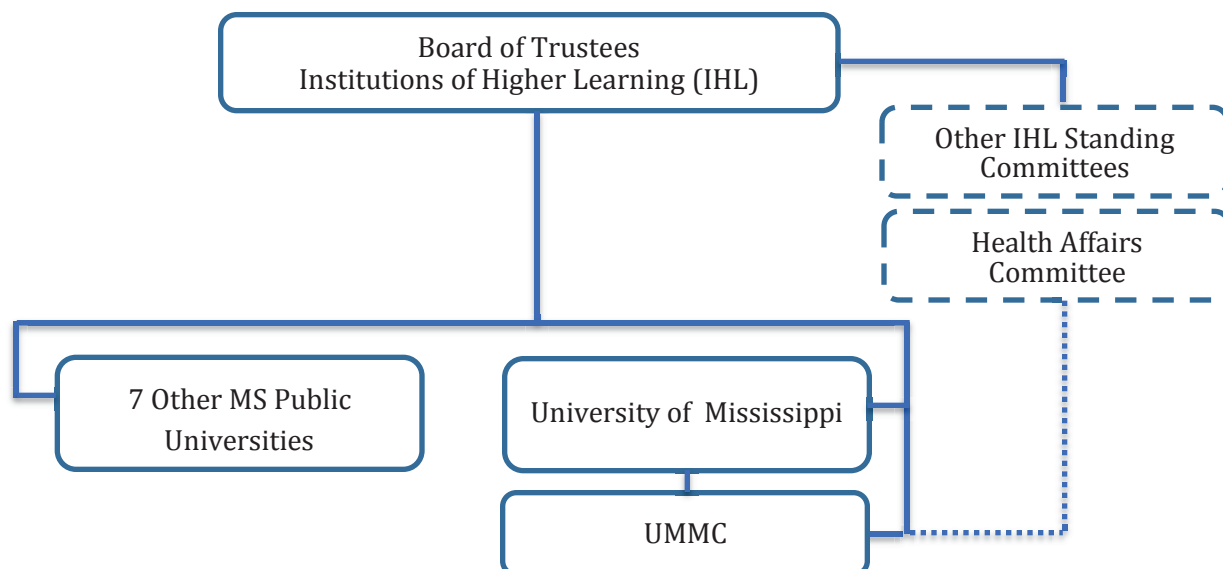 Board of Trustees
Institutions of Higher Learning (IHL)
Other IHL Standing
Committees
Health Affairs
Committee
7 Other MS Public
Universities
University of Mississippi
UMMC